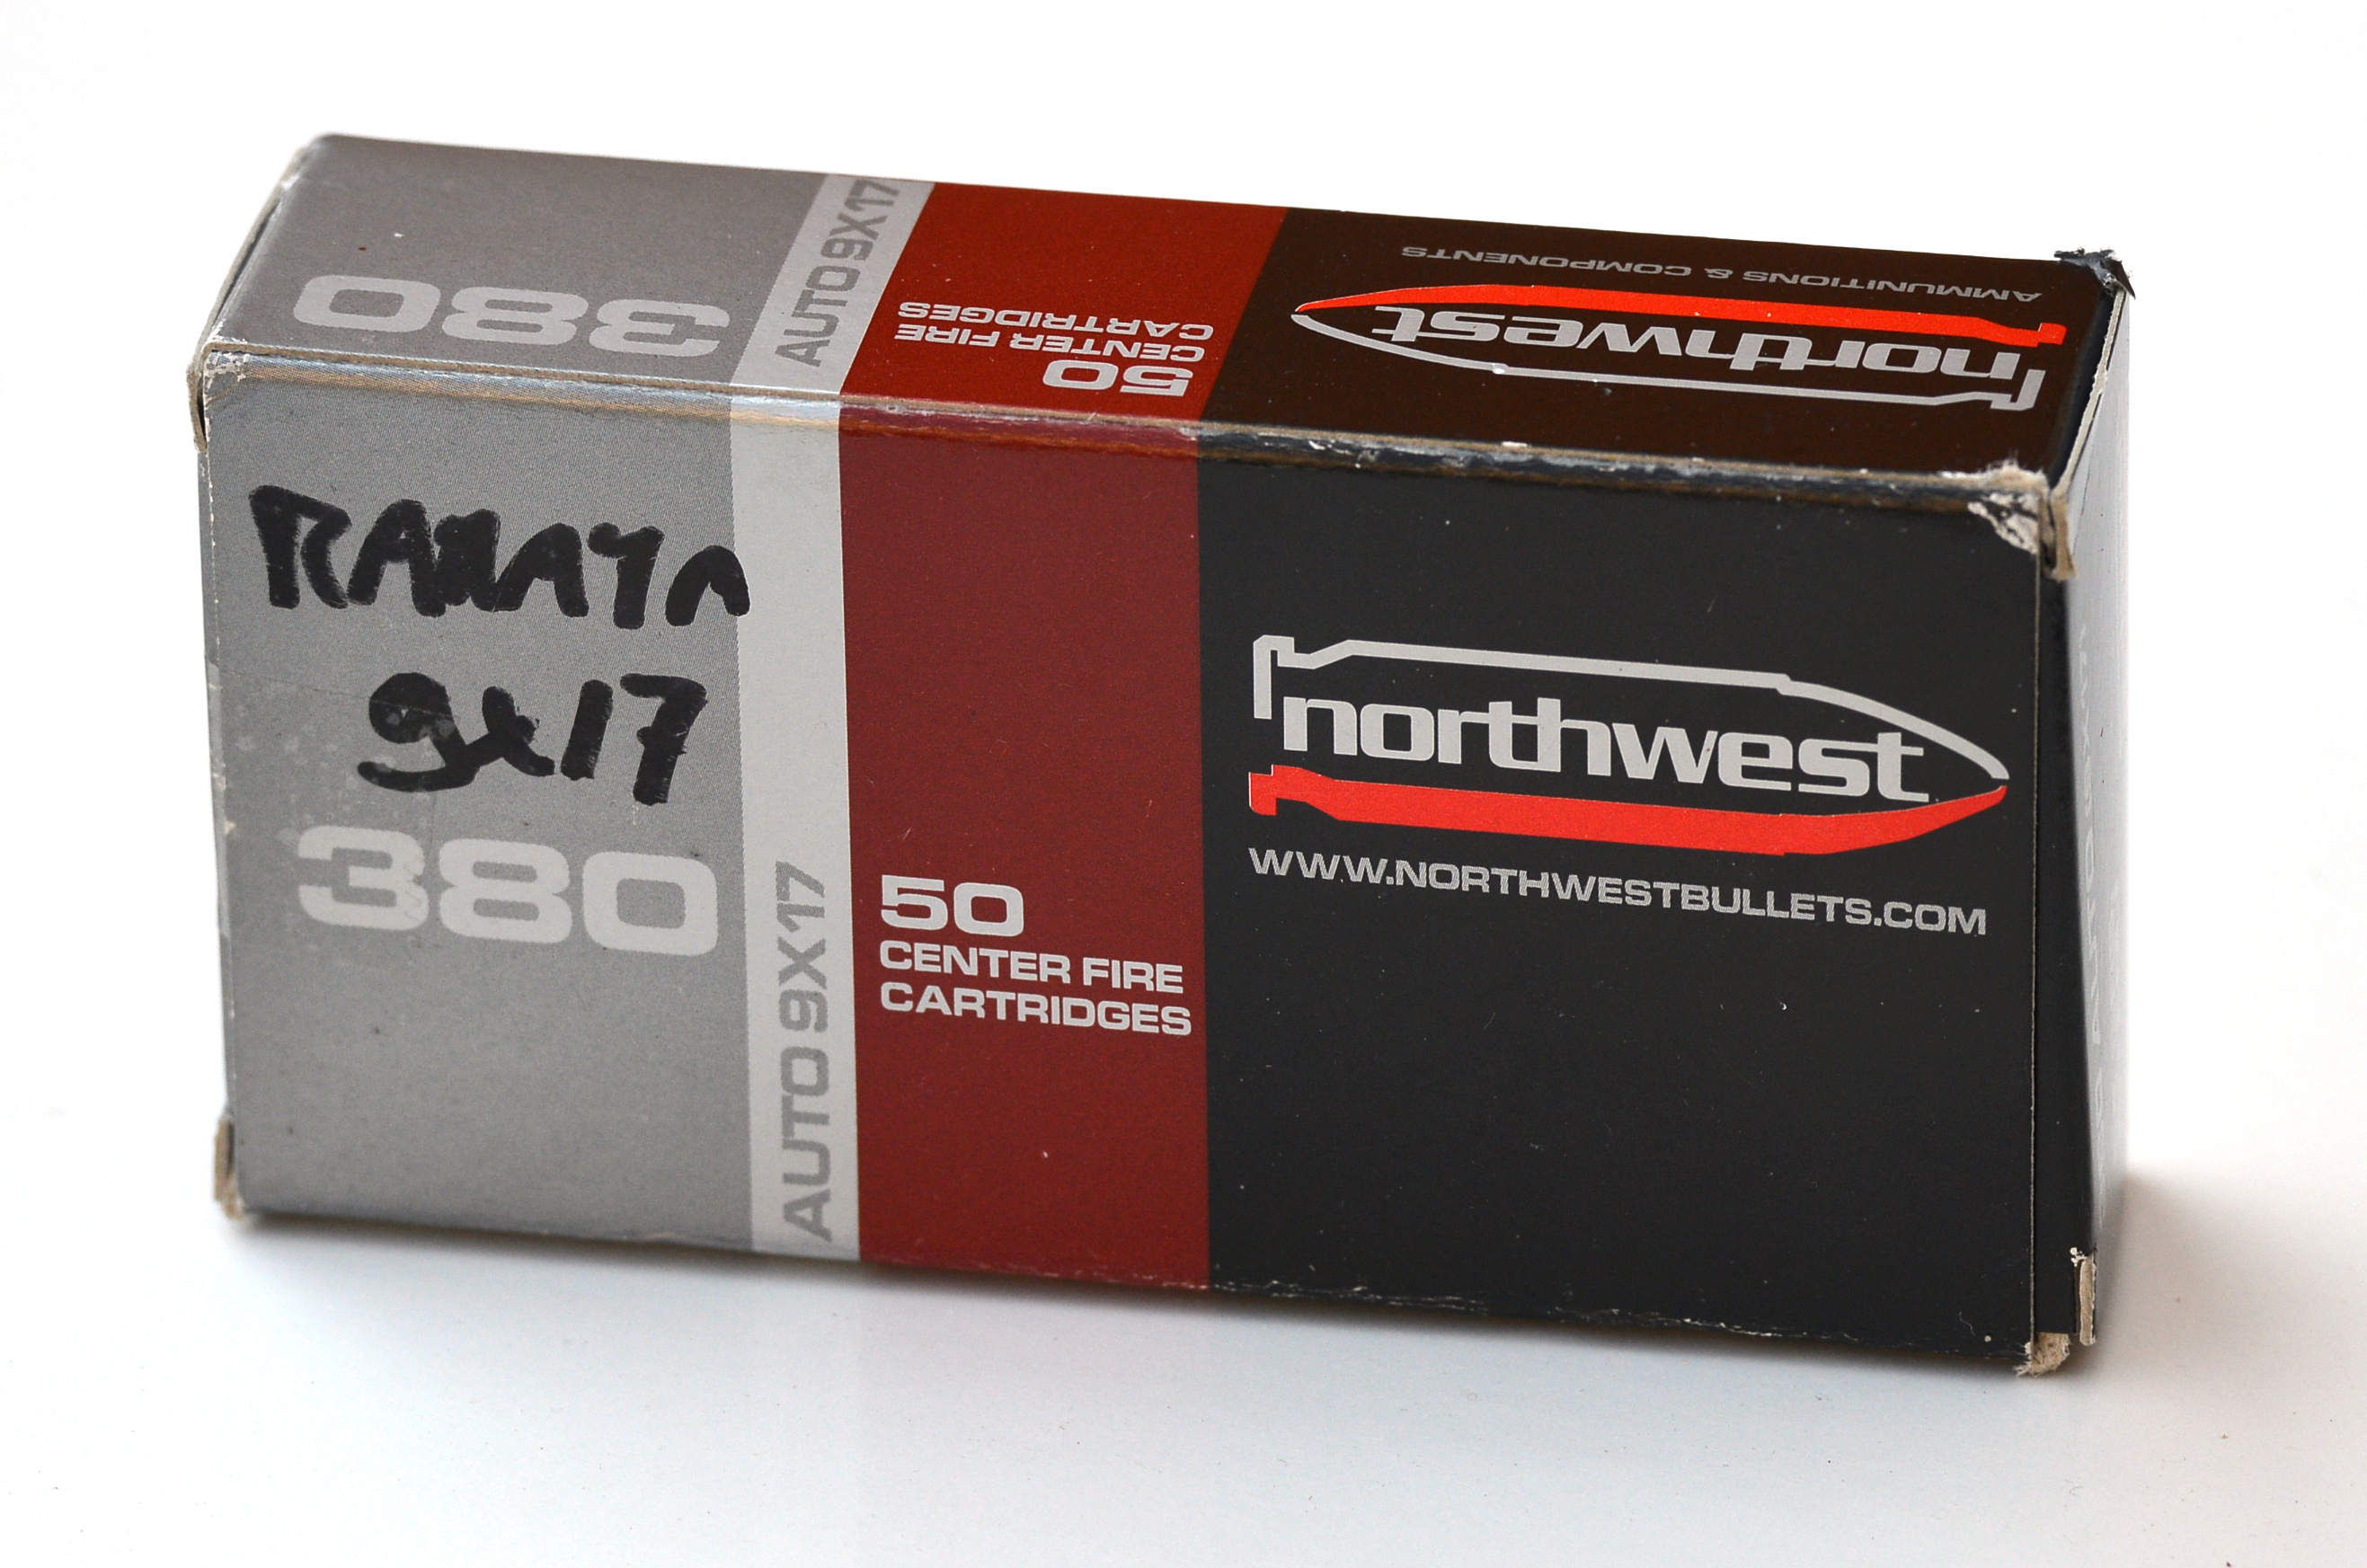 380
AUTO 9X17
50
CENTER FIRE
CARTRIDGES
northwest
AMMUNITIONS & COMPONENTS
9x17
380
AUTO 9X17
50
CENTER FIRE
CARTRIDGES
northwest
WWW.NORTHWESTBULLETS.COM